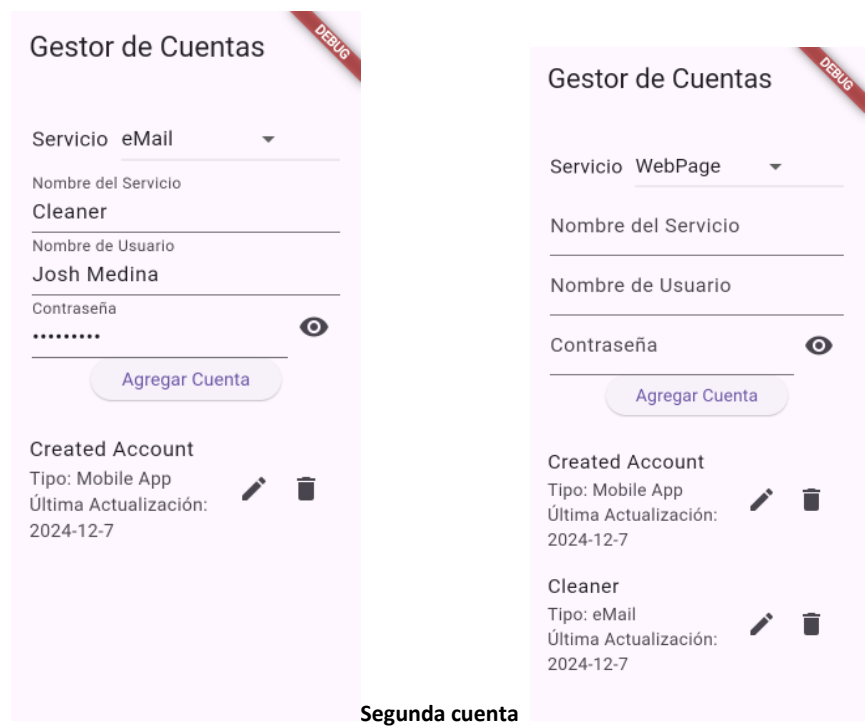 Gestor de Cuentas
DEBUG
Servicio eMail
Nombre del Servicio
Cleaner
Nombre de Usuario
Josh Medina
Contraseña
•••••••••
Agregar Cuenta
Created Account
Tipo: Mobile App
Última Actualización:
2024-12-7
Gestor de Cuentas
DEBUG
Servicio WebPage
Nombre del Servicio
Nombre de Usuario
Contraseña
Agregar Cuenta
Created Account
Tipo: Mobile App
Última Actualización:
2024-12-7
Cleaner
Tipo: eMail
Última Actualización:
2024-12-7
Segunda cuenta